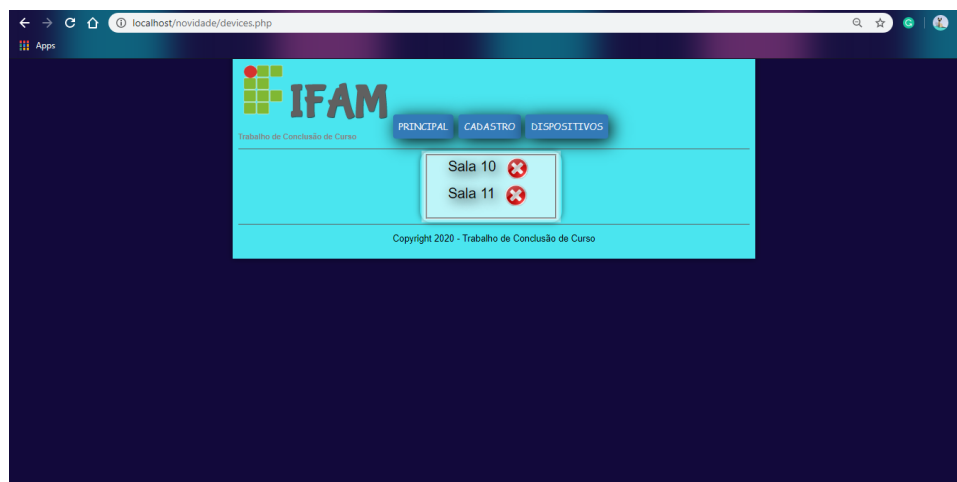 localhost/novidade/devices.php
Apps
IFAM
Trabalho de Conclusão de Curso
PRINCIPAL CADASTRO DISPOSITIVOS
Sala 10
Sala 11
Copyright 2020 - Trabalho de Conclusão de Curso